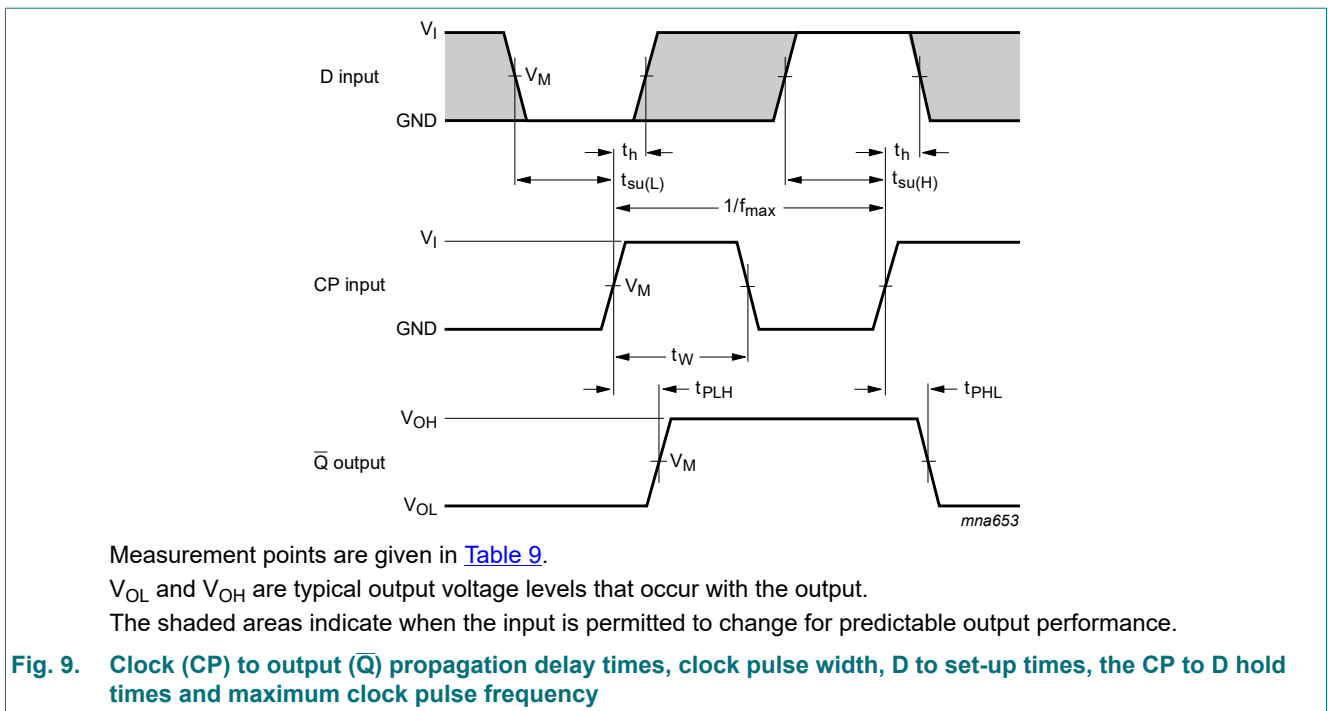 V_I
D input
V_M
GND
t_h
t_h
t_su(L)
t_su(H)
1/f_max
V_I
CP input
V_M
GND
t_W
t_PLH
t_PHL
V_OH
Q̅ output
V_M
V_OL
mna653
Measurement points are given in Table 9.
V_OL and V_OH are typical output voltage levels that occur with the output.
The shaded areas indicate when the input is permitted to change for predictable output performance.
Fig. 9. Clock (CP) to output (Q̅) propagation delay times, clock pulse width, D to set-up times, the CP to D hold
times and maximum clock pulse frequency